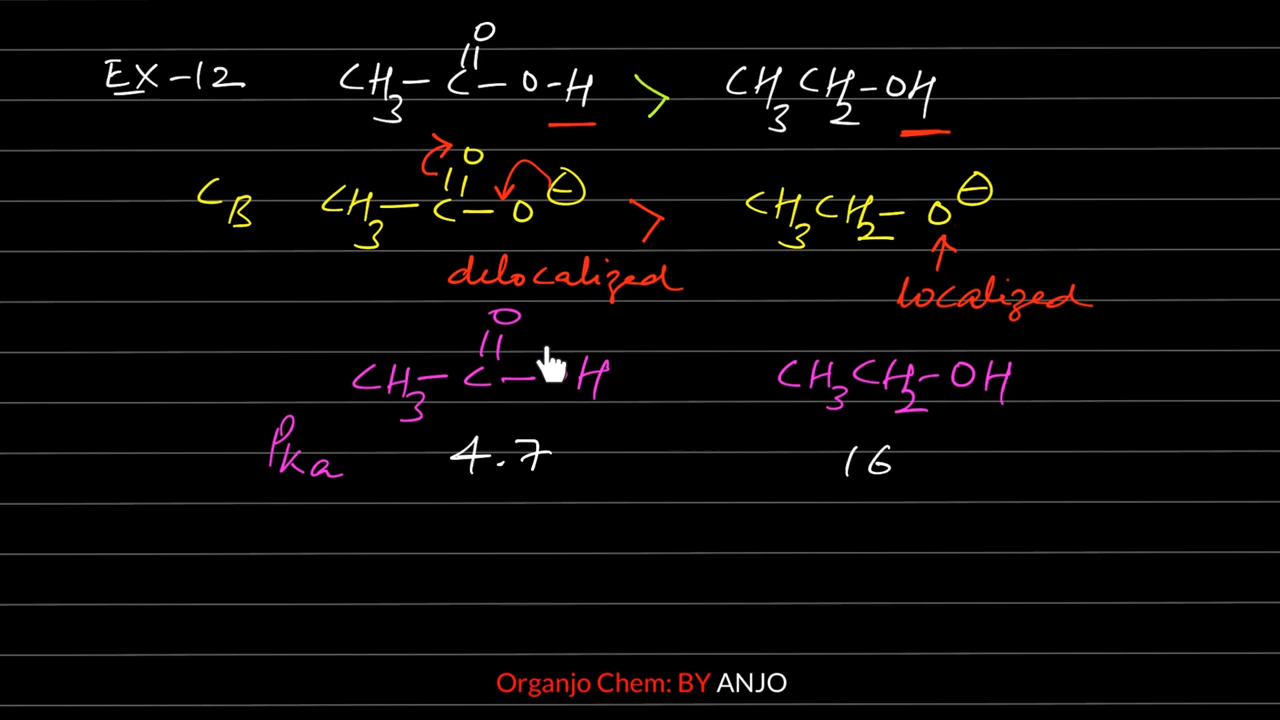 O
EX-12 CH3-C-O-H > CH3CH2-OH
O
CB CH3-C-O⊖ > CH3CH2-O⊖
delocalized localized
O
CH3-C- H CH3CH2-OH
Pka 4.7 16
Organjo Chem: BY ANJO